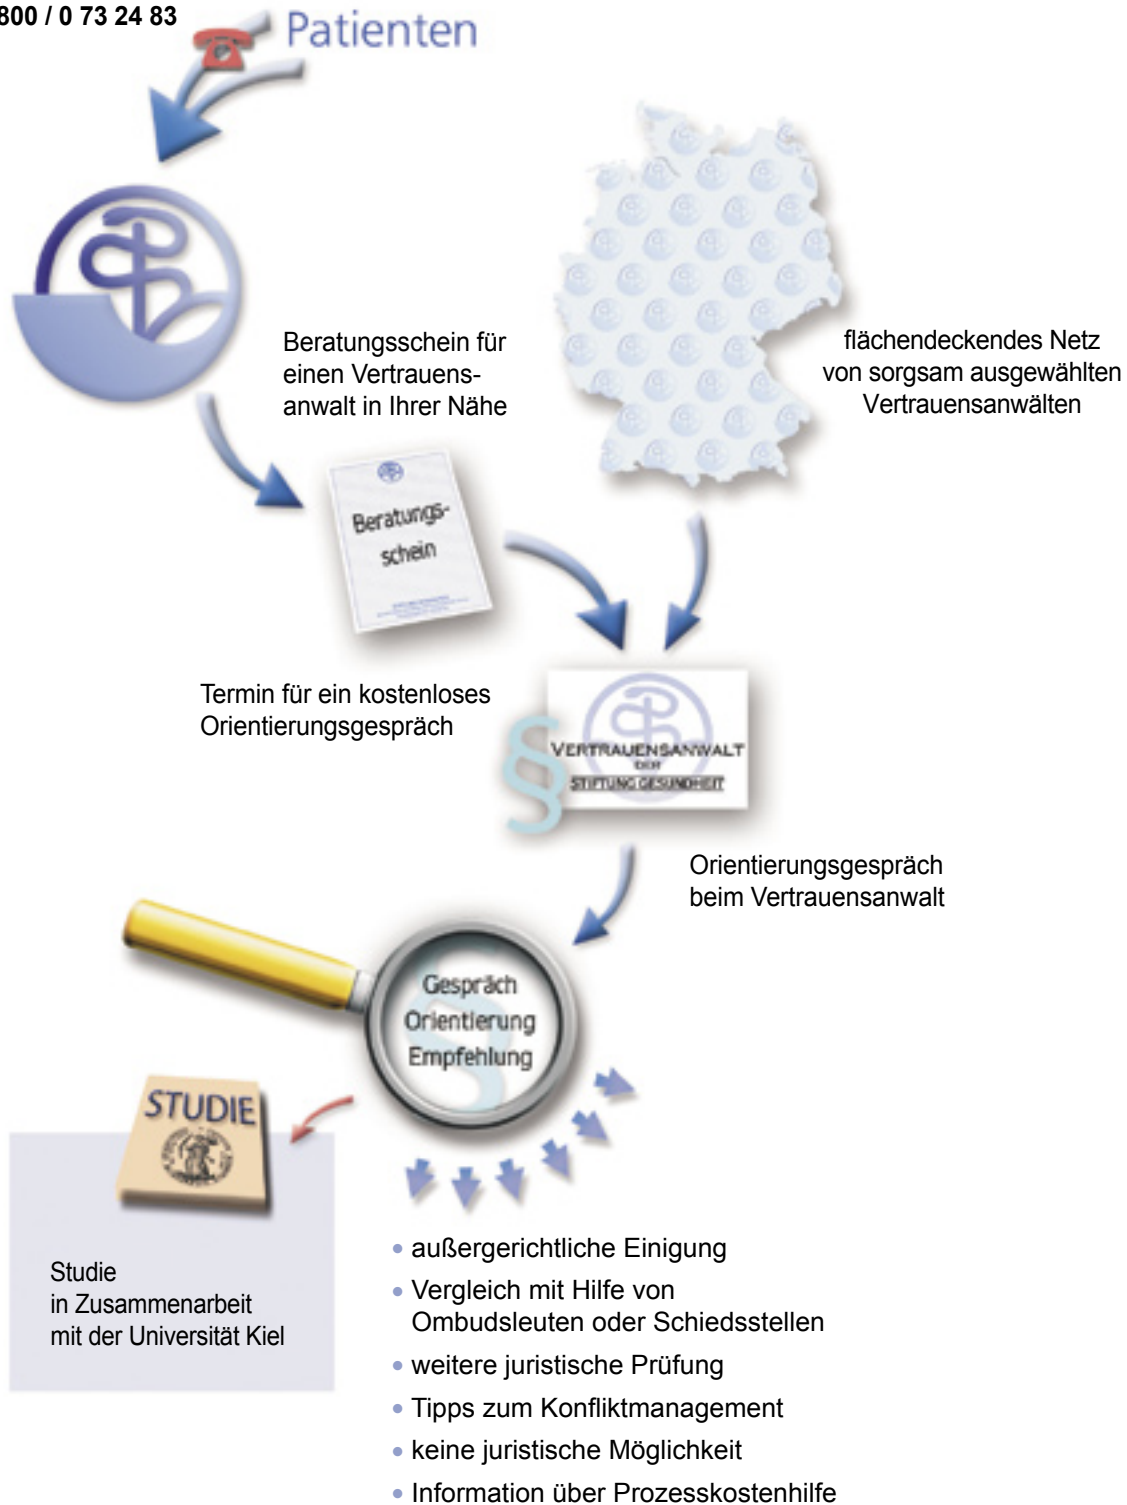 800 / 0 73 24 83
Patienten
Beratungsschein für
einen Vertrauens-
anwalt in Ihrer Nähe
flächendeckendes Netz
von sorgsam ausgewählten
Vertrauensanwälten
Beratungs-
schein
Termin für ein kostenloses
Orientierungsgespräch
§
VERTRAUENSANWALT
DER
STIFTUNG GESUNDHEIT
Orientierungsgespräch
beim Vertrauensanwalt
§
Gespräch
Orientierung
Empfehlung
STUDIE
Studie
in Zusammenarbeit
mit der Universität Kiel
• außergerichtliche Einigung
• Vergleich mit Hilfe von
Ombudsleuten oder Schiedsstellen
• weitere juristische Prüfung
• Tipps zum Konfliktmanagement
• keine juristische Möglichkeit
• Information über Prozesskostenhilfe